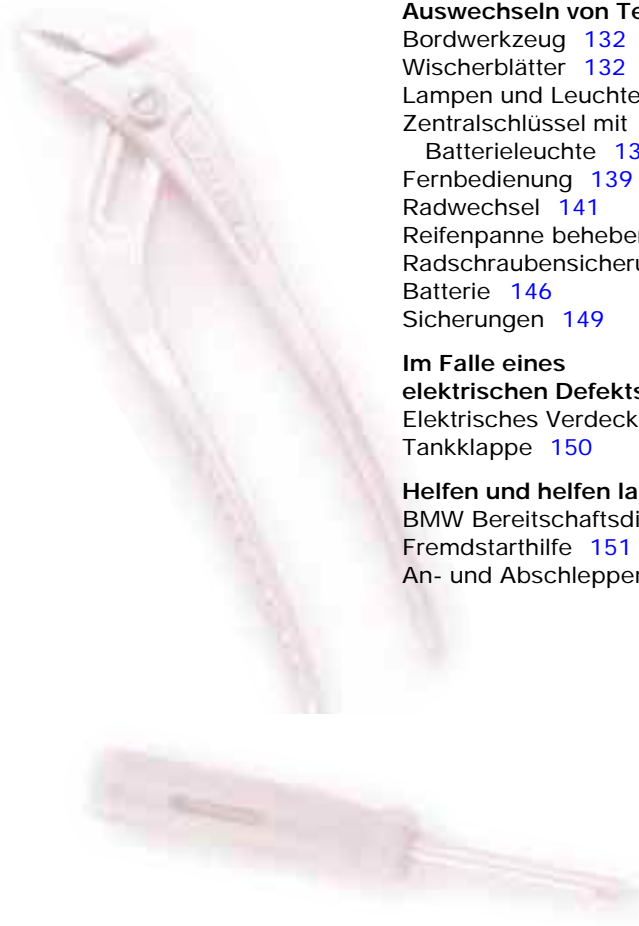 Auswechseln von Te
Bordwerkzeug 132
Wischerblätter 132
Lampen und Leuchte
Zentralschlüssel mit
Batterieleuchte 13
Fernbedienung 139
Radwechsel 141
Reifenpanne beheben
Radschraubensicheru
Batterie 146
Sicherungen 149
Im Falle eines
elektrischen Defekts
Elektrisches Verdeck
Tankklappe 150
Helfen und helfen la
BMW Bereitschaftsdi
Fremdstarthilfe 151
An- und Abschleppen